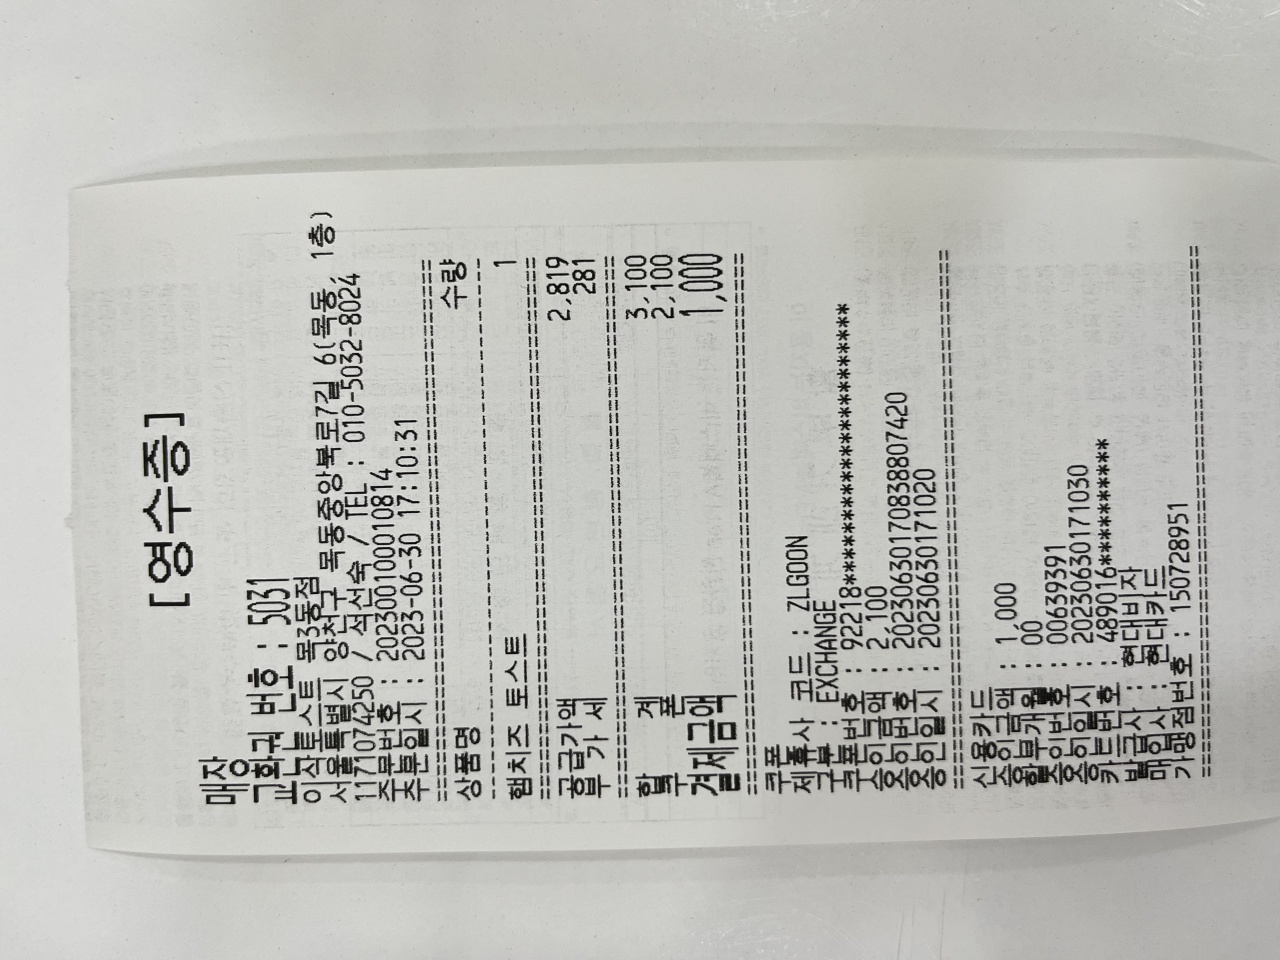 [영수증]
매장
교환권 번호 : 5031
이삭토스트 목3동점
서울특별시 양천구 목동중앙북로7길 6(목동, 1층)
1171074250 / 석선숙 / TEL : 010-5032-8024
주문번호 : 20230010001001 0814
주문일시 : 2023-06-30 17:10:31
상품명 수량
햄치즈 토스트 1
공급가액 2,819
부 가 세 281
합 계 3,100
쿠 폰 2,100
결제금액 1,000
쿠폰
제휴사 코드 : ZLGOON
구분 : EXCHANGE
쿠폰번호 : 92218***************************
승인금액 : 2,100
승인번호 : 20230630170838807420
승인일시 : 20230630171020
신용카드
승인금액 : 1,000
할부개월 : 00
승인번호 : 00639391
승인일시 : 20230630171030
카드번호 : 489016**********
발급사 : 현대비자
매입사 : 현대카드
가맹점번호 : 150728951